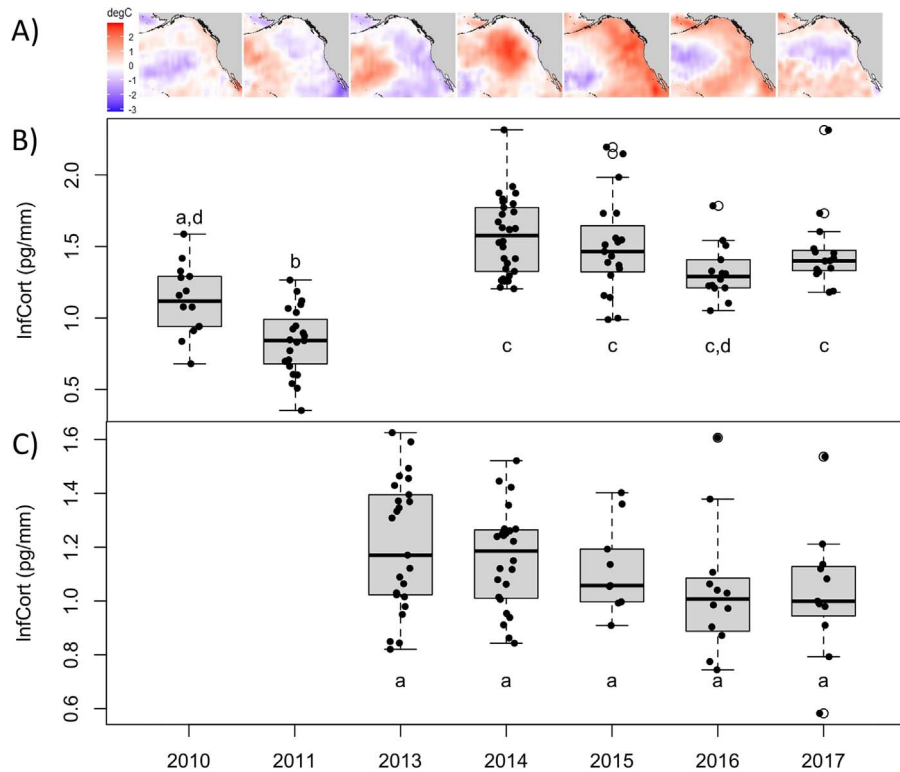 A)
degC
2
1
0
-1
-2
-3
B)
InfCort (pg/mm)
2.0
1.5
1.0
0.5
a,d
b
c
c
c,d
c
C)
InfCort (pg/mm)
1.6
1.4
1.2
1.0
0.8
0.6
a
a
a
a
a
2010 2011 2013 2014 2015 2016 2017